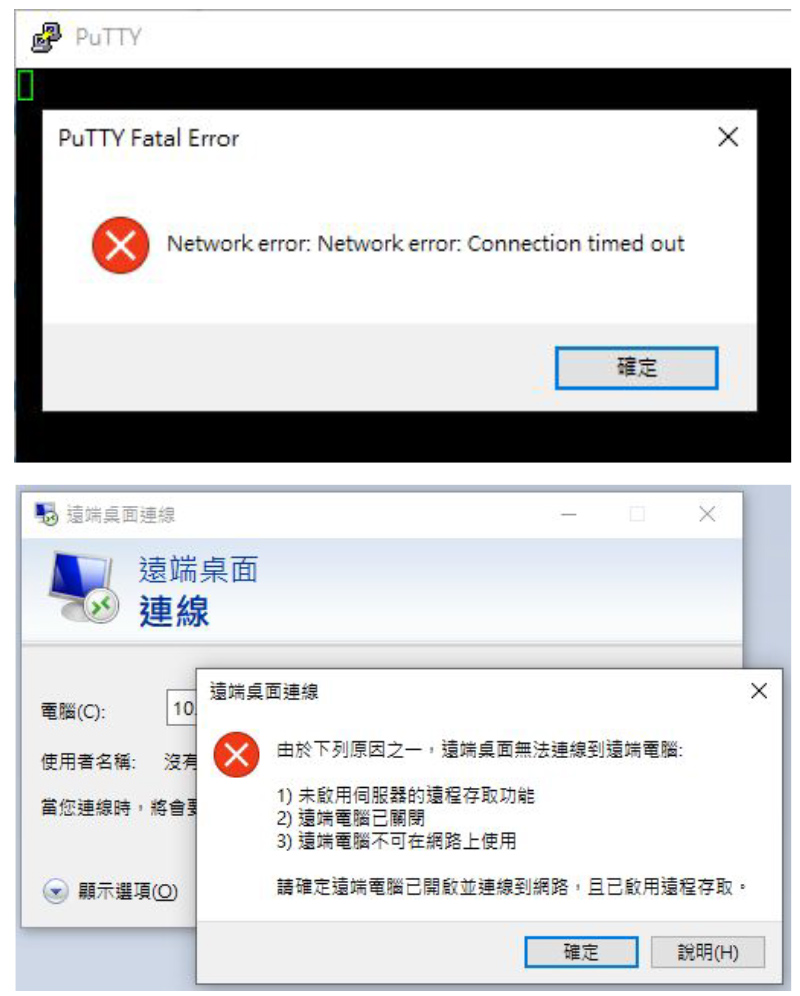 PuTTY
PuTTY Fatal Error
Network error: Network error: Connection timed out
確定
遠端桌面連線
遠端桌面
連線
遠端桌面連線
電腦(C):
10.
由於下列原因之一，遠端桌面無法連線到遠端電腦:
使用者名稱:
沒有
1) 未啟用伺服器的遠程存取功能
當您連線時，將會要
2) 遠端電腦已關閉
3) 遠端電腦不可在網路上使用
請確定遠端電腦已開啟並連線到網路，且已啟用遠程存取。
顯示選項(O)
確定
說明(H)